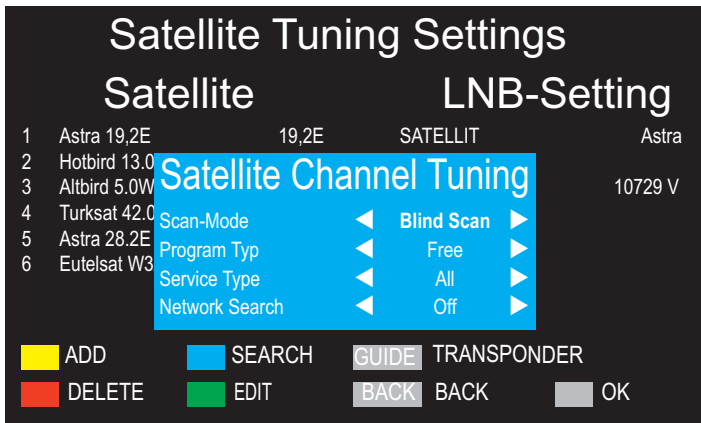 Satellite Tuning Settings
Satellite LNB-Setting
1 Astra 19,2E 19,2E SATELLIT Astra
2 Hotbird 13.0
3 Altbird 5.0W 10729 V
4 Turksat 42.0
5 Astra 28.2E
6 Eutelsat W3
Satellite Channel Tuning
Scan-Mode Blind Scan
Program Typ Free
Service Type All
Network Search Off
ADD SEARCH GUIDE TRANSPONDER
DELETE EDIT BACK BACK OK